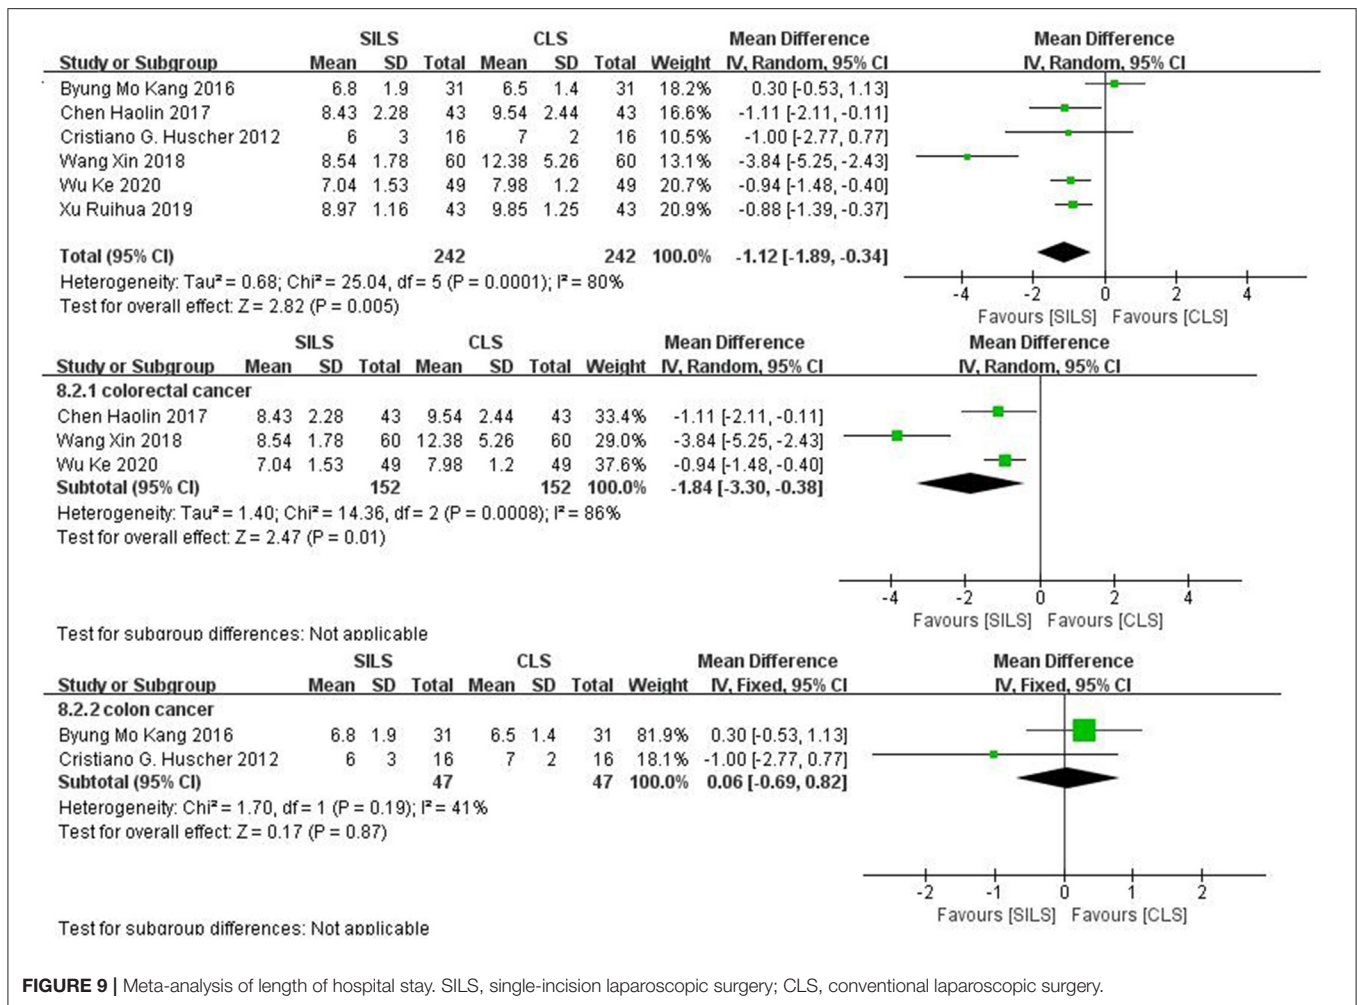 SILS CLS Mean Difference Mean Difference
Study or Subgroup Mean SD Total Mean SD Total Weight IV, Random, 95% CI IV, Random, 95% CI
Byung Mo Kang 2016 6.8 1.9 31 6.5 1.4 31 18.2% 0.30 [-0.53, 1.13]
Chen Haolin 2017 8.43 2.28 43 9.54 2.44 43 16.6% -1.11 [-2.11, -0.11]
Cristiano G. Huscher 2012 6 3 16 7 2 16 10.5% -1.00 [-2.77, 0.77]
Wang Xin 2018 8.54 1.78 60 12.38 5.26 60 13.1% -3.84 [-5.25, -2.43]
Wu Ke 2020 7.04 1.53 49 7.98 1.2 49 20.7% -0.94 [-1.48, -0.40]
Xu Ruihua 2019 8.97 1.16 43 9.85 1.25 43 20.9% -0.88 [-1.39, -0.37]
Total (95% CI) 242 242 100.0% -1.12 [-1.89, -0.34]
Heterogeneity: Tau² = 0.68; Chi² = 25.04, df = 5 (P = 0.0001); I² = 80%
Test for overall effect: Z = 2.82 (P = 0.005)
-4 -2 0 2 4
Favours [SILS] Favours [CLS]
SILS CLS Mean Difference Mean Difference
Study or Subgroup Mean SD Total Mean SD Total Weight IV, Random, 95% CI IV, Random, 95% CI
8.2.1 colorectal cancer
Chen Haolin 2017 8.43 2.28 43 9.54 2.44 43 33.4% -1.11 [-2.11, -0.11]
Wang Xin 2018 8.54 1.78 60 12.38 5.26 60 29.0% -3.84 [-5.25, -2.43]
Wu Ke 2020 7.04 1.53 49 7.98 1.2 49 37.6% -0.94 [-1.48, -0.40]
Subtotal (95% CI) 152 152 100.0% -1.84 [-3.30, -0.38]
Heterogeneity: Tau² = 1.40; Chi² = 14.36, df = 2 (P = 0.0008); I² = 86%
Test for overall effect: Z = 2.47 (P = 0.01)
-4 -2 0 2 4
Favours [SILS] Favours [CLS]
Test for subgroup differences: Not applicable
SILS CLS Mean Difference Mean Difference
Study or Subgroup Mean SD Total Mean SD Total Weight IV, Fixed, 95% CI IV, Fixed, 95% CI
8.2.2 colon cancer
Byung Mo Kang 2016 6.8 1.9 31 6.5 1.4 31 81.9% 0.30 [-0.53, 1.13]
Cristiano G. Huscher 2012 6 3 16 7 2 16 18.1% -1.00 [-2.77, 0.77]
Subtotal (95% CI) 47 47 100.0% 0.06 [-0.69, 0.82]
Heterogeneity: Chi² = 1.70, df = 1 (P = 0.19); I² = 41%
Test for overall effect: Z = 0.17 (P = 0.87)
-2 -1 0 1 2
Favours [SILS] Favours [CLS]
Test for subgroup differences: Not applicable
FIGURE 9 | Meta-analysis of length of hospital stay. SILS, single-incision laparoscopic surgery; CLS, conventional laparoscopic surgery.